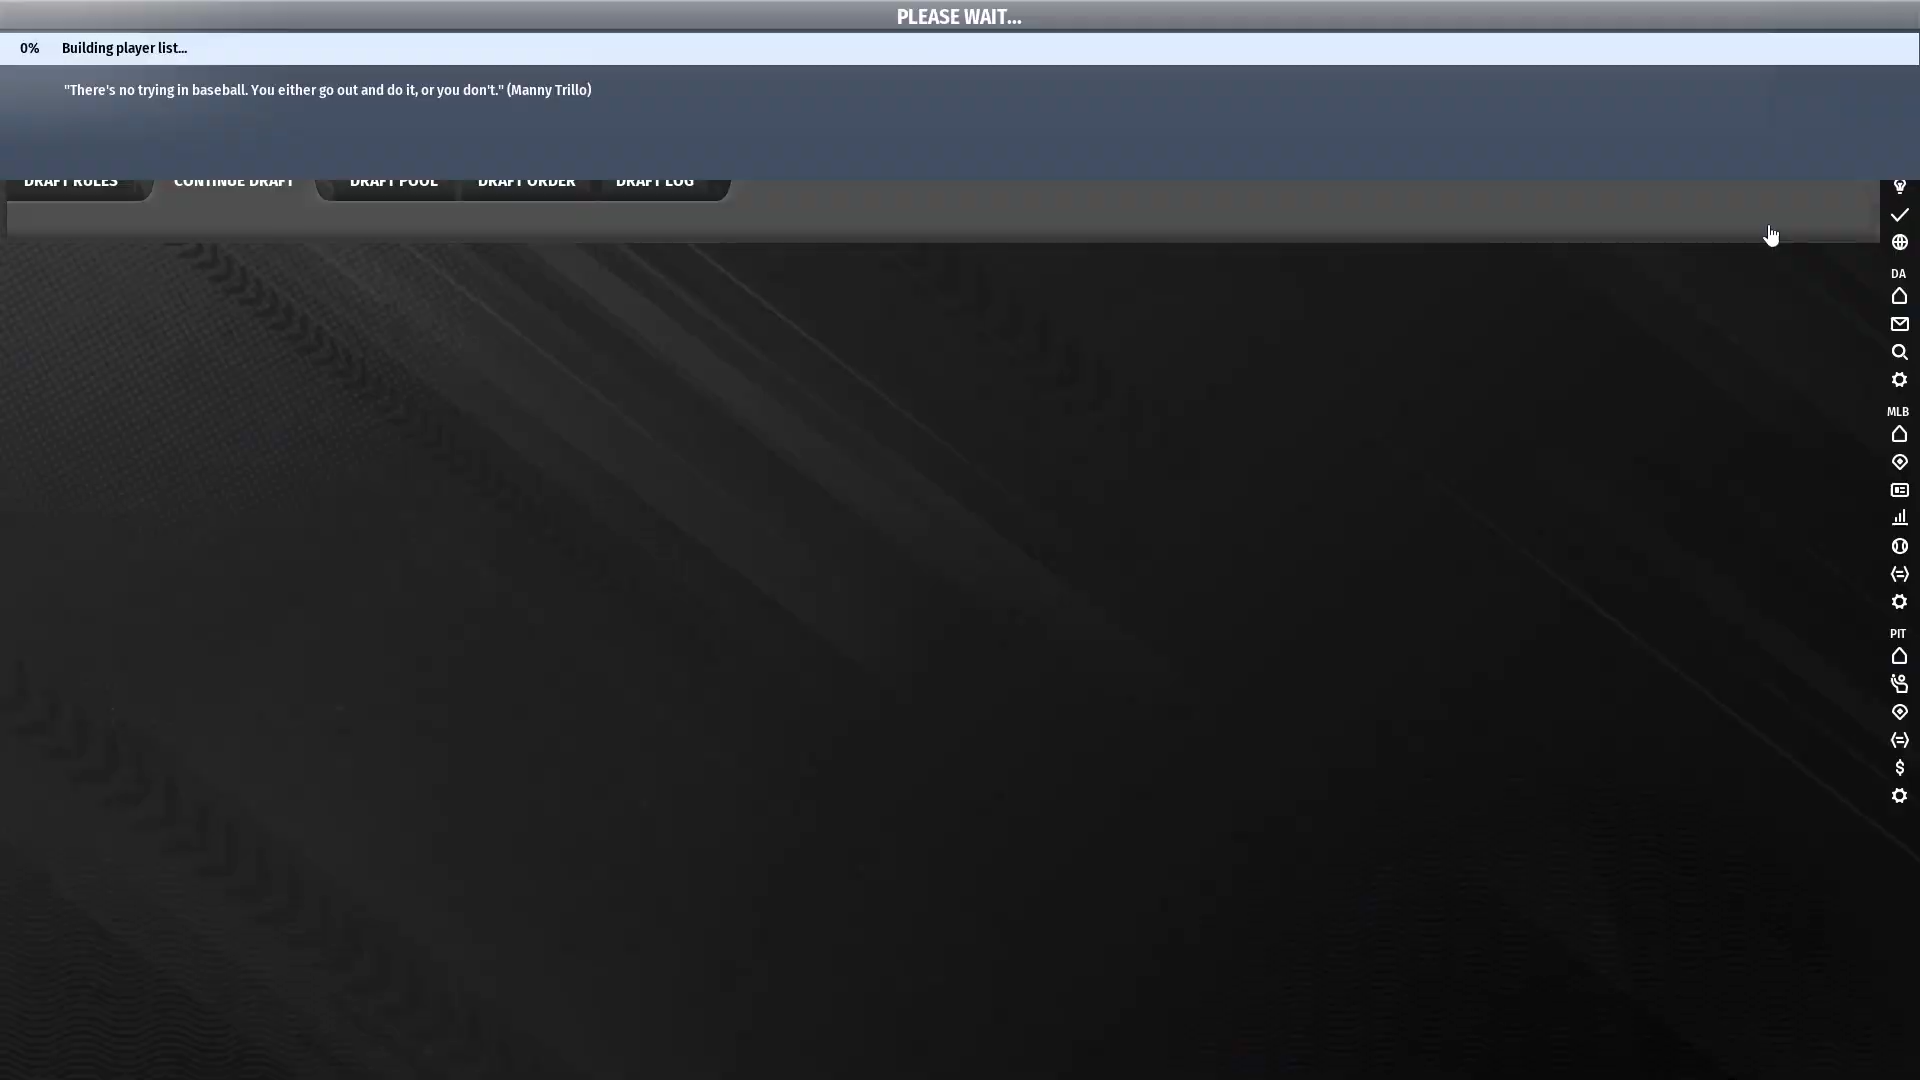 PLEASE WAIT...
0% Building player list...
"There's no trying in baseball. You either go out and do it, or you don't." (Manny Trillo)
DRAFT RULES CONTINUE DRAFT DRAFT POOL DRAFT ORDER DRAFT LOG
DA
MLB
PIT